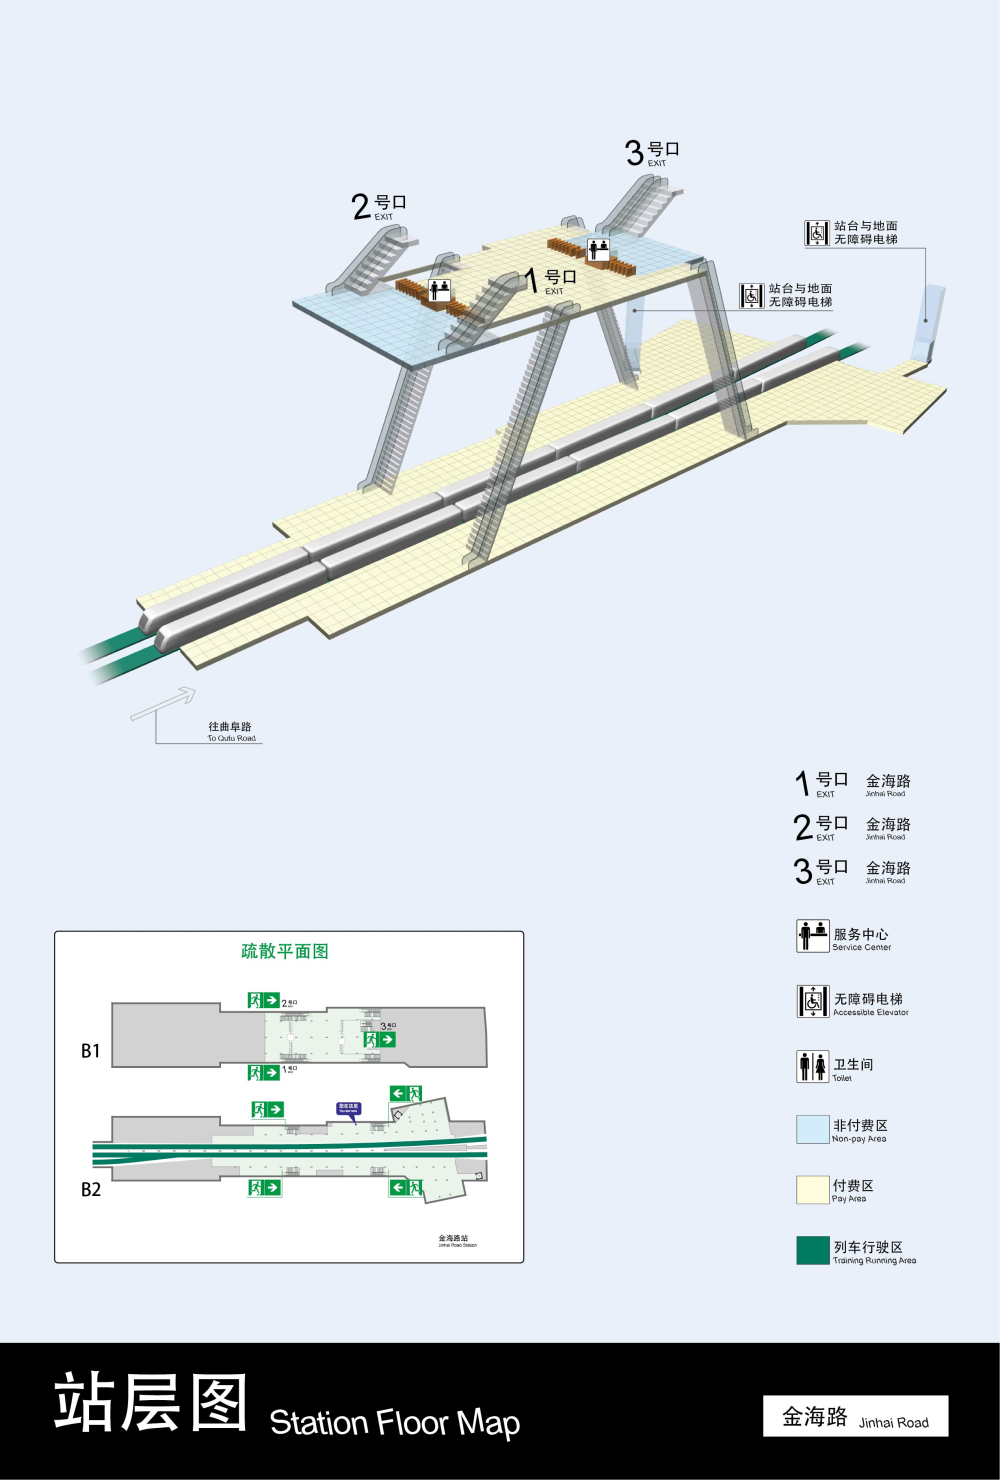 3 号口
EXIT
2 号口
EXIT
1 号口
EXIT
站台与地面
无障碍电梯
站台与地面
无障碍电梯
往曲阜路
To Qufu Road
1 号口 金海路
EXIT Jinhai Road
2 号口 金海路
EXIT Jinhai Road
3 号口 金海路
EXIT Jinhai Road
服务中心
Service Center
无障碍电梯
Accessible Elevator
卫生间
Toilet
非付费区
Non-pay Area
付费区
Pay Area
列车行驶区
Training Running Area
疏散平面图
2 号口
3 号口
B1
1 号口
B2
金海路站
Jinhai Road Station
站层图 Station Floor Map
金海路 Jinhai Road